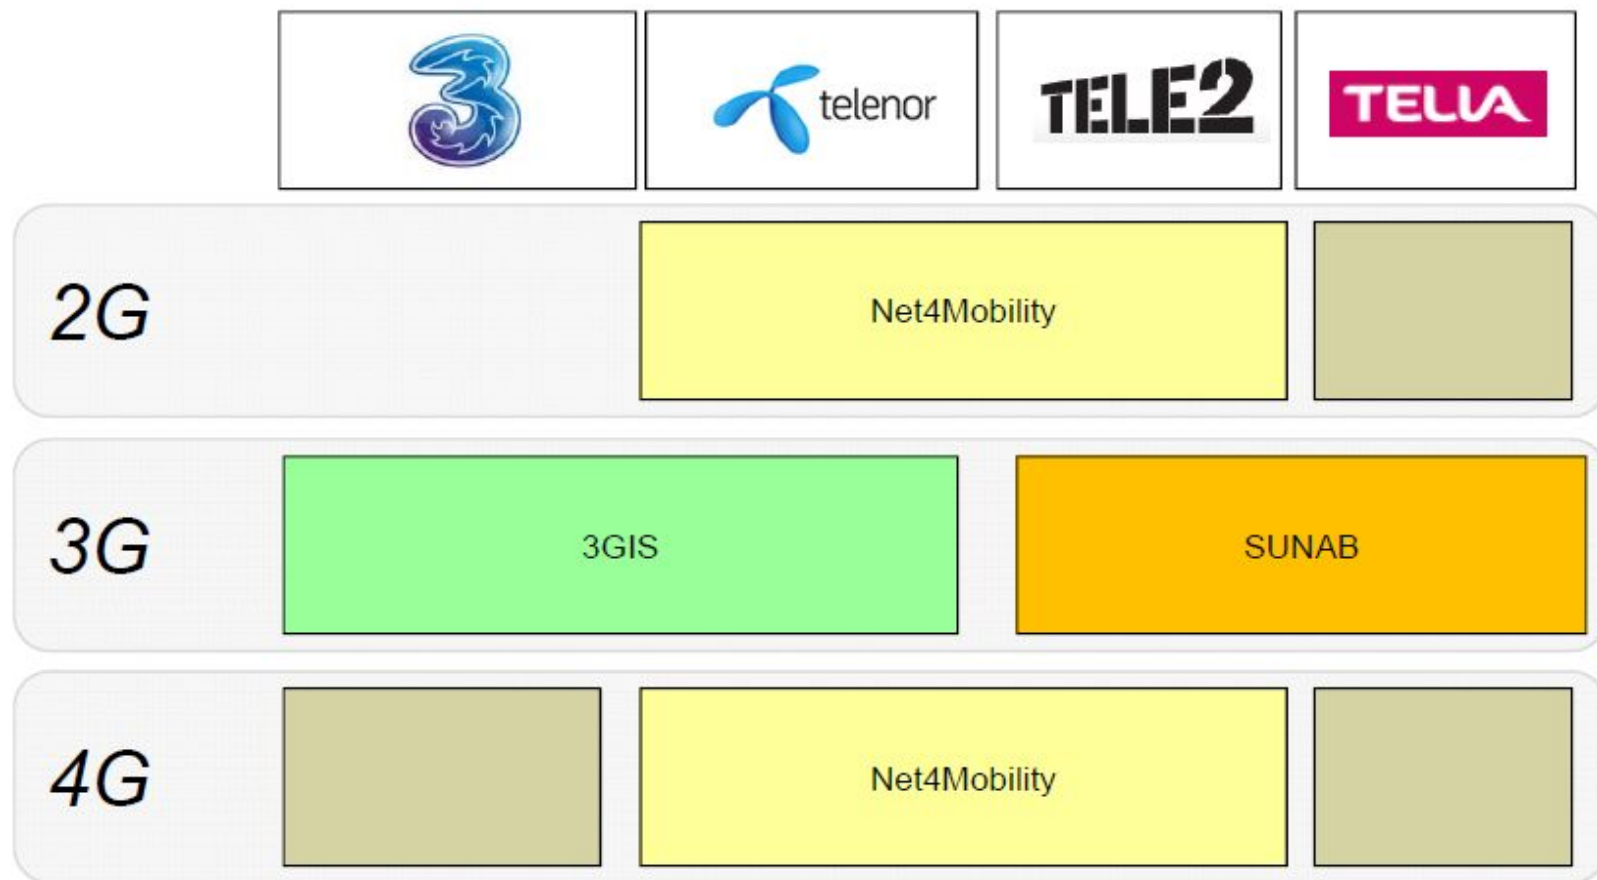 3
telenor
TELE2
TELIA
2G
Net4Mobility
3G
3GIS
SUNAB
4G
Net4Mobility